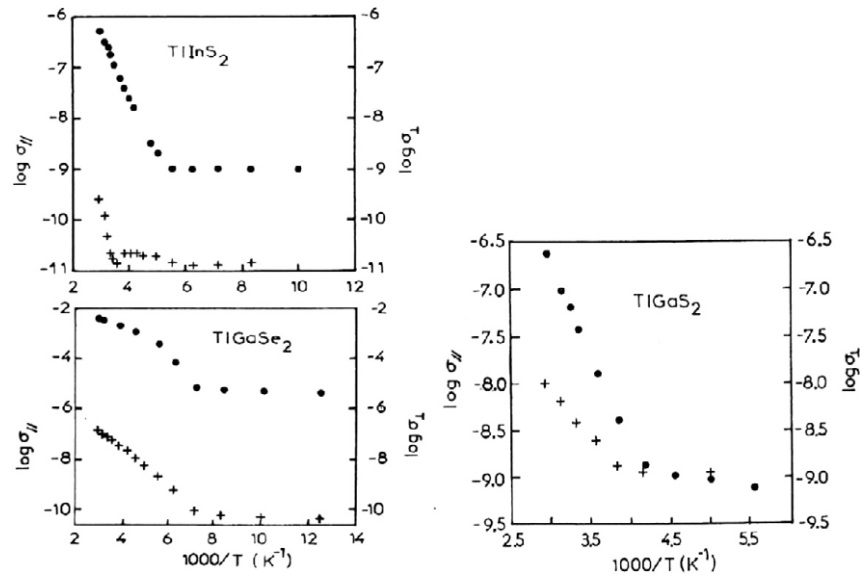 TlInS2
-6
-7
-8
-9
-10
-11
-6
-7
-8
-9
-10
-11
log σ//
log σ⊥
2 4 6 8 10 12
TlGaSe2
-2
-4
-6
-8
-10
-2
-4
-6
-8
-10
log σ//
log σ⊥
2 4 6 8 10 12 14
1000/T (K-1)
TlGaS2
-6.5
-7.0
-7.5
-8.0
-8.5
-9.0
-9.5
-6.5
-7.0
-7.5
-8.0
-8.5
-9.0
-9.5
log σ//
log σ⊥
2.5 3.5 4.5 5.5
1000/T (K-1)